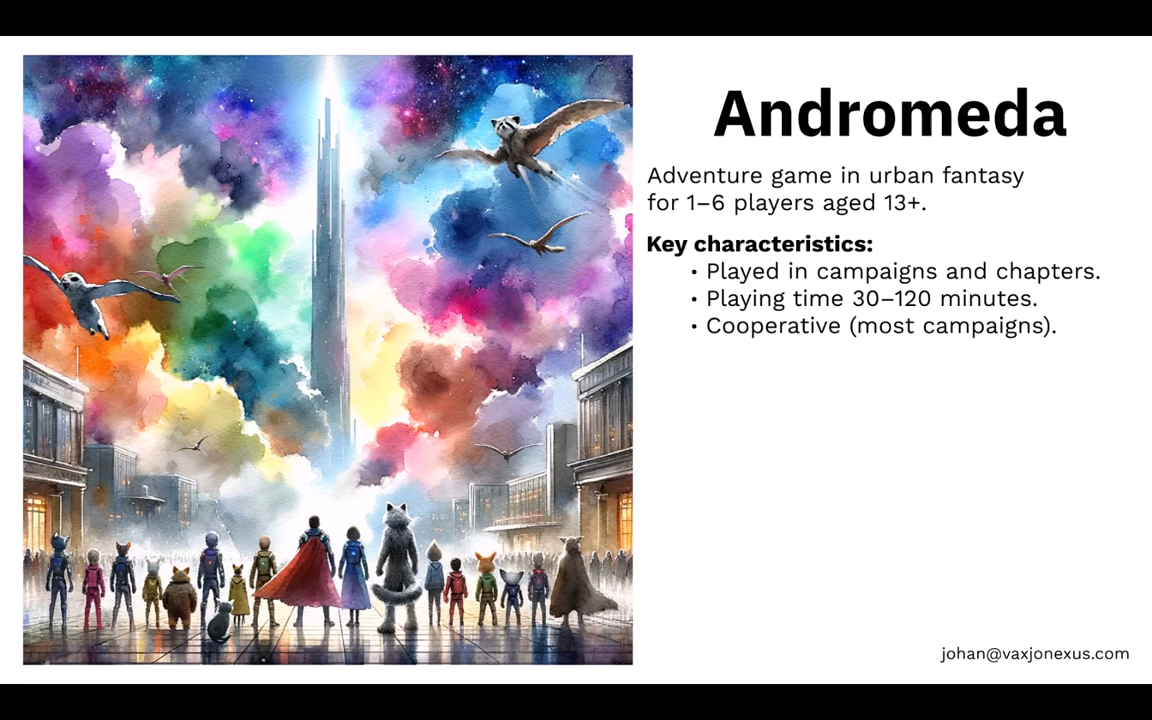 Andromeda
Adventure game in urban fantasy
for 1–6 players aged 13+.
Key characteristics:
• Played in campaigns and chapters.
• Playing time 30–120 minutes.
• Cooperative (most campaigns).
johan@vaxjonexus.com